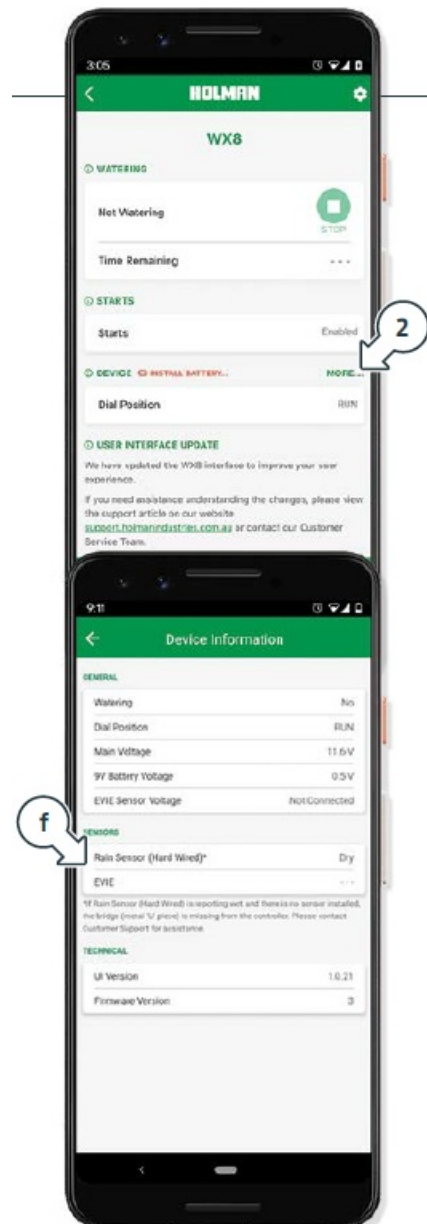 3:05
HOLMAN
WX8
WATERING
Not Watering
STOP
Time Remaining
---
STARTS
Starts Enabled
2
DEVICE INSTALL BATTERY... MORE...
Dial Position RUN
USER INTERFACE UPDATE
We have updated the WX8 interface to improve your user
experience.
If you need assistance understanding the changes, please view
the support article on our website
support.holmanindustries.com.au or contact our Customer
Service Team.
9:11
Device Information
GENERAL
Watering No
Dial Position RUN
Main Voltage 11.6 V
9V Battery Voltage 0.5 V
EVIE Sensor Voltage Not Connected
f
SENSORS
Rain Sensor (Hard Wired)* Dry
EVIE ---
*If Rain Sensor (Hard Wired) is reporting wet and there is no sensor installed,
the bridge (metal 'U' piece) is missing from the controller. Please contact
Customer Support for assistance.
TECHNICAL
UI Version 1.0.21
Firmware Version 3